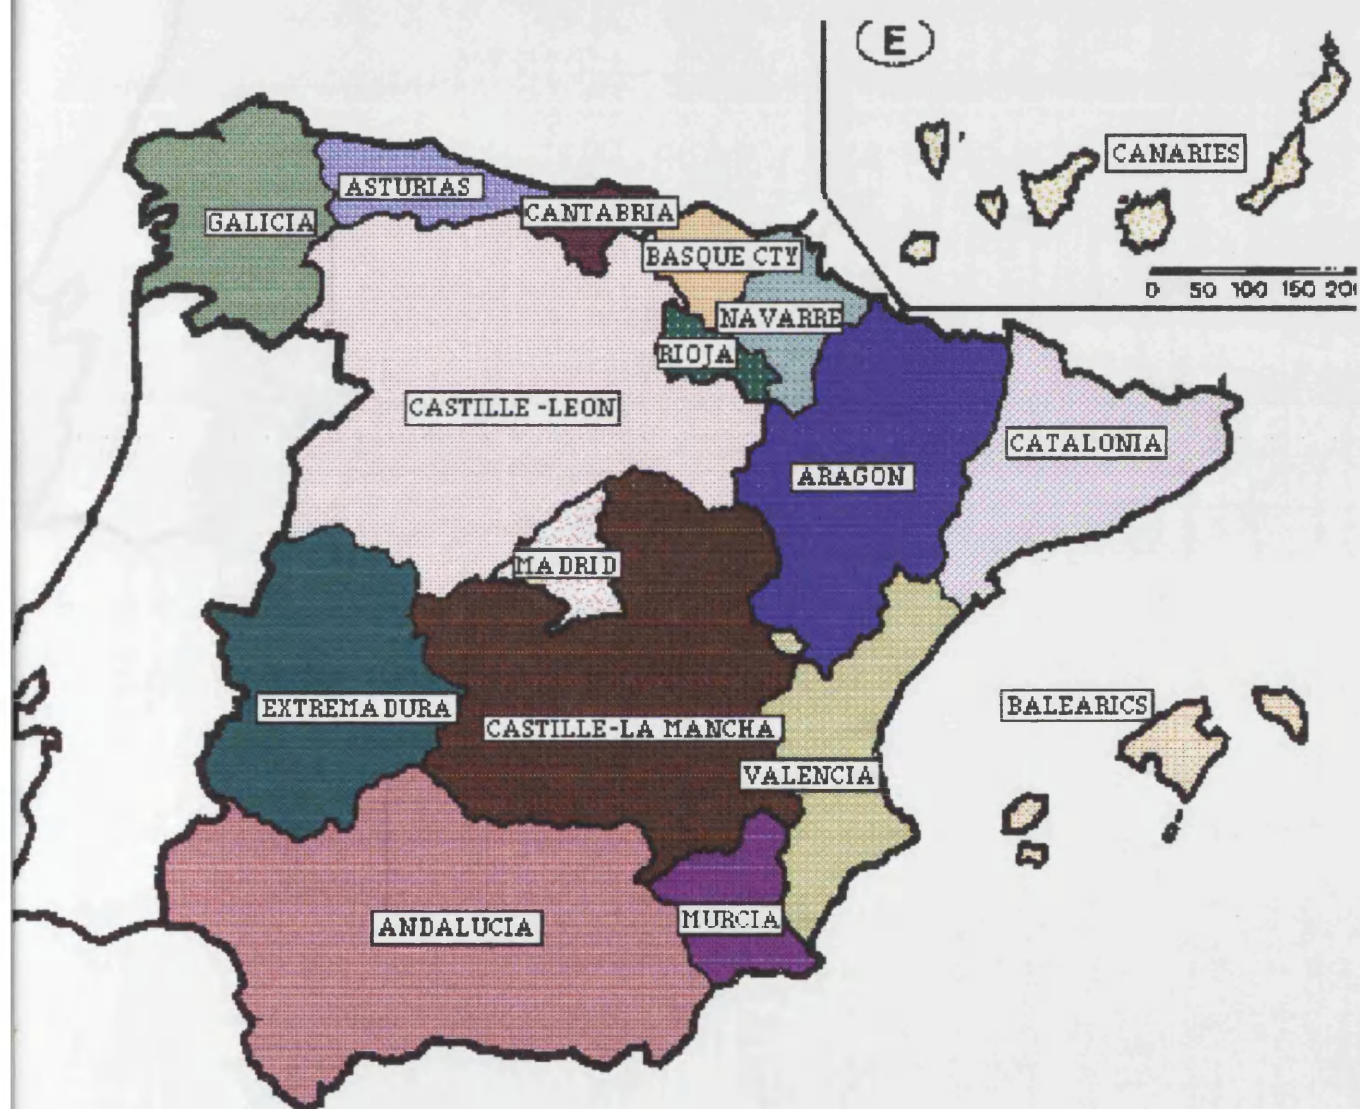 E
CANARIES
0 50 100 150
ASTURIAS
CANTABRIA
GALICIA
BASQUE CTY
NAVARRE
RIOJA
CASTILLE -LEON
CATALONIA
ARAGON
MADRID
EXTREMADURA
CASTILLE-LA MANCHA
BALEARICS
VALENCIA
MURCIA
ANDALUCIA